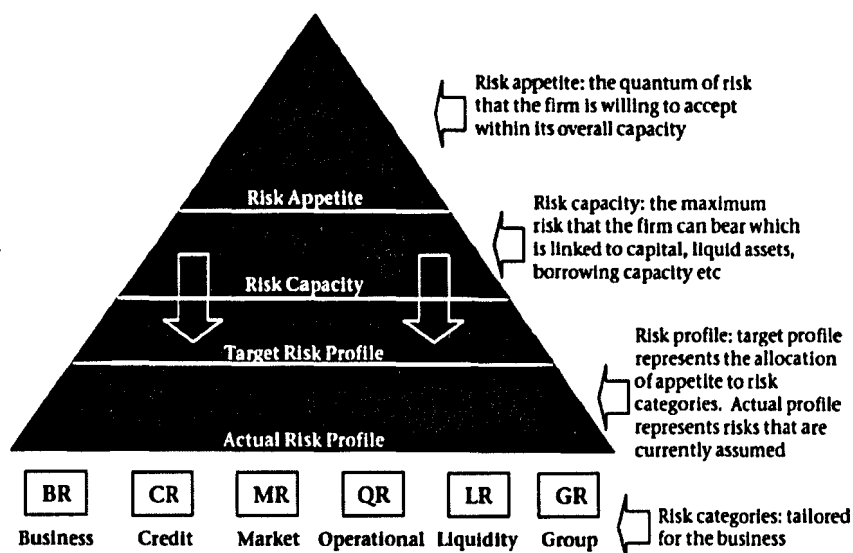 Risk appetite: the quantum of risk
that the firm is willing to accept
within its overall capacity
Risk Appetite
Risk capacity: the maximum
risk that the firm can bear which
is linked to capital, liquid assets,
borrowing capacity etc
Risk Capacity
Risk profile: target profile
represents the allocation
of appetite to risk
categories. Actual profile
represents risks that are
currently assumed
Target Risk Profile
Actual Risk Profile
BR CR MR QR LR GR
Business Credit Market Operational Liquidity Group
Risk categories: tailored
for the business